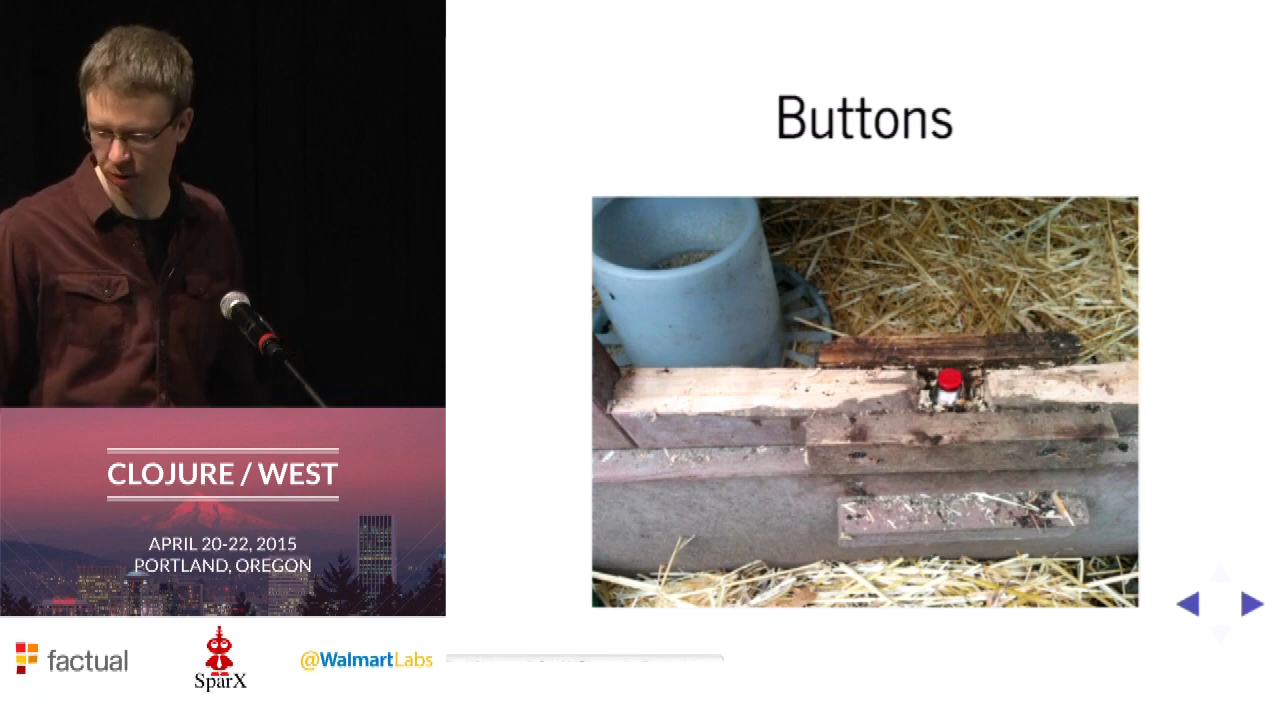 Buttons
CLOJURE / WEST
APRIL 20-22, 2015
PORTLAND, OREGON
factual
SparX
@WalmartLabs